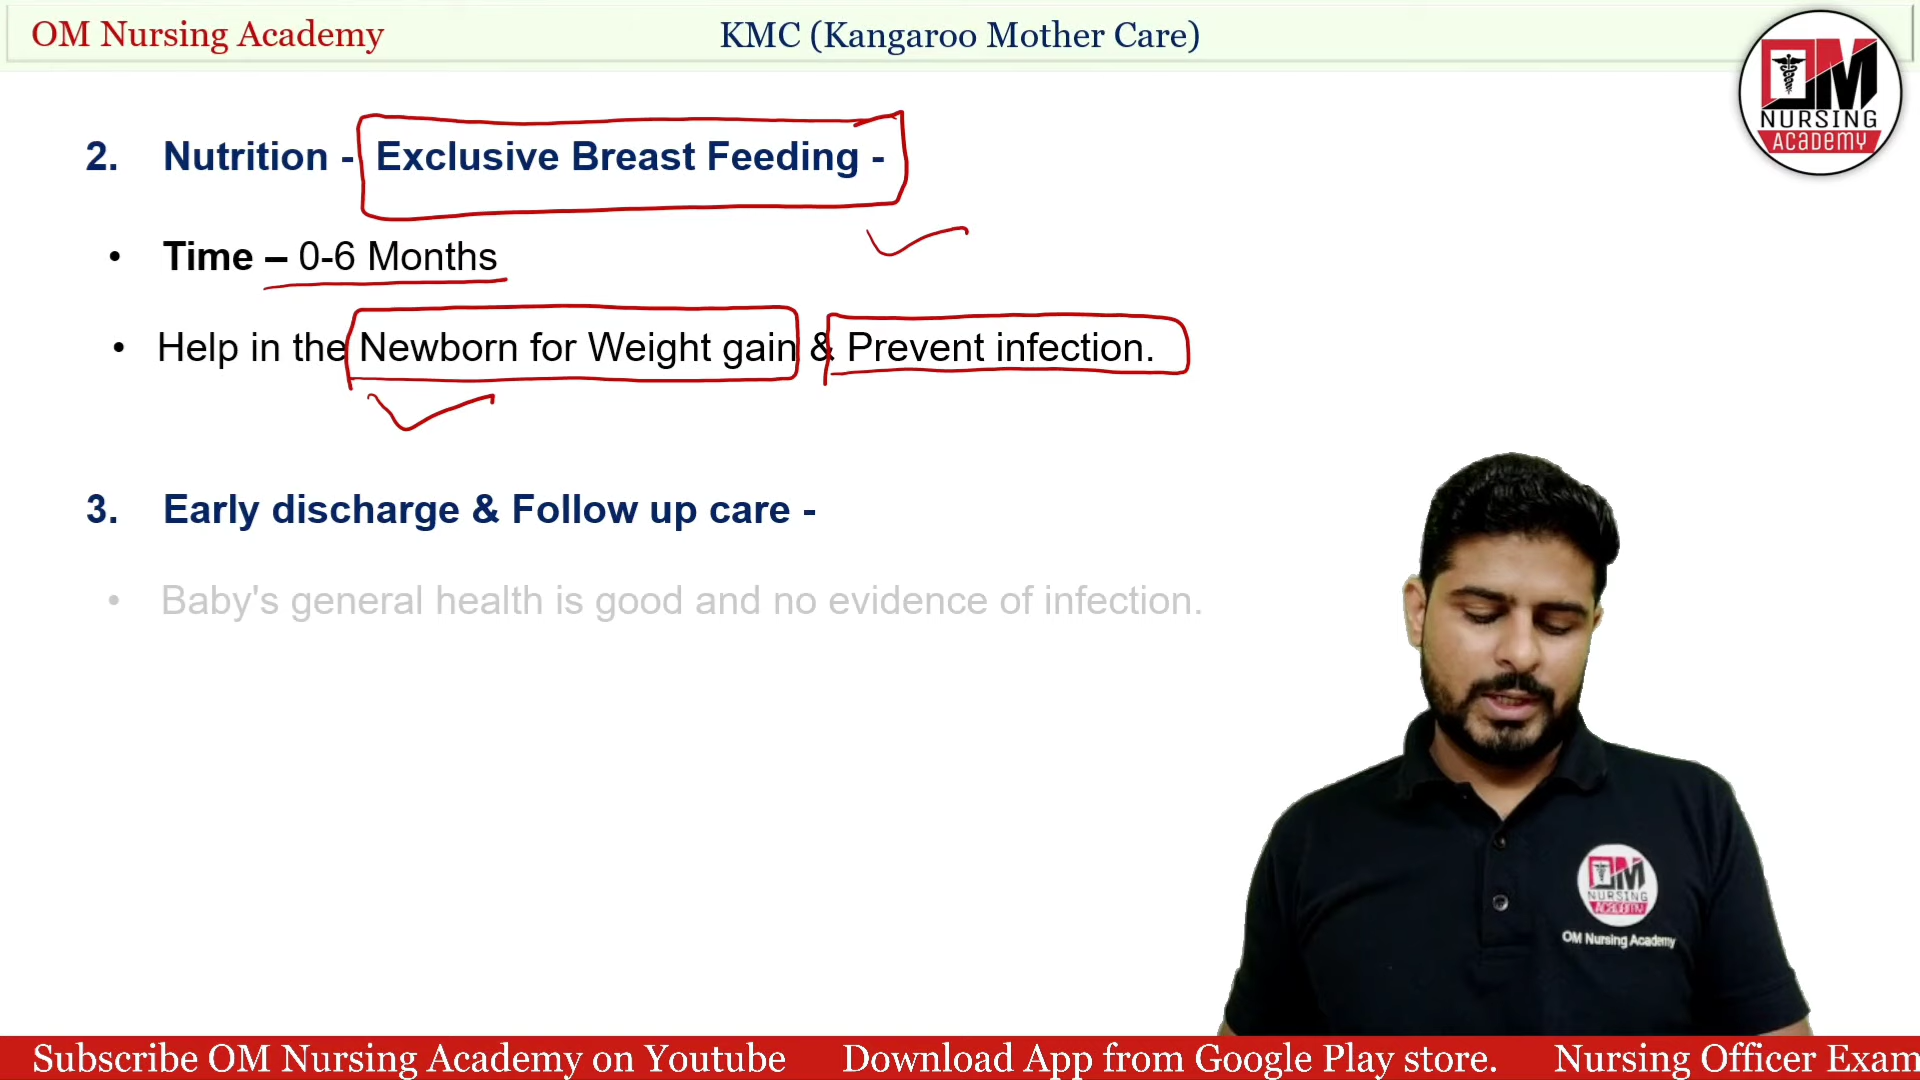 OM Nursing Academy
KMC (Kangaroo Mother Care)
OM
NURSING
ACADEMY
2. Nutrition - Exclusive Breast Feeding -
• Time – 0-6 Months
• Help in the Newborn for Weight gain & Prevent infection.
3. Early discharge & Follow up care -
• Baby's general health is good and no evidence of infection.
OM
NURSING
ACADEMY
OM Nursing Academy
Subscribe OM Nursing Academy on Youtube Download App from Google Play store. Nursing Officer Exam